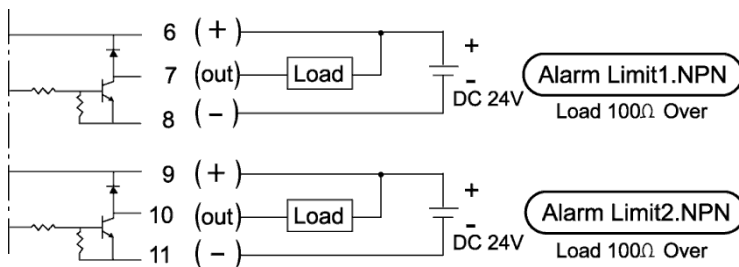 6 (+)
+
7 (out) Load
-
DC 24V
8 (−)
Alarm Limit1.NPN
Load 100Ω Over
9 (+)
+
10 (out) Load
-
DC 24V
11 (−)
Alarm Limit2.NPN
Load 100Ω Over